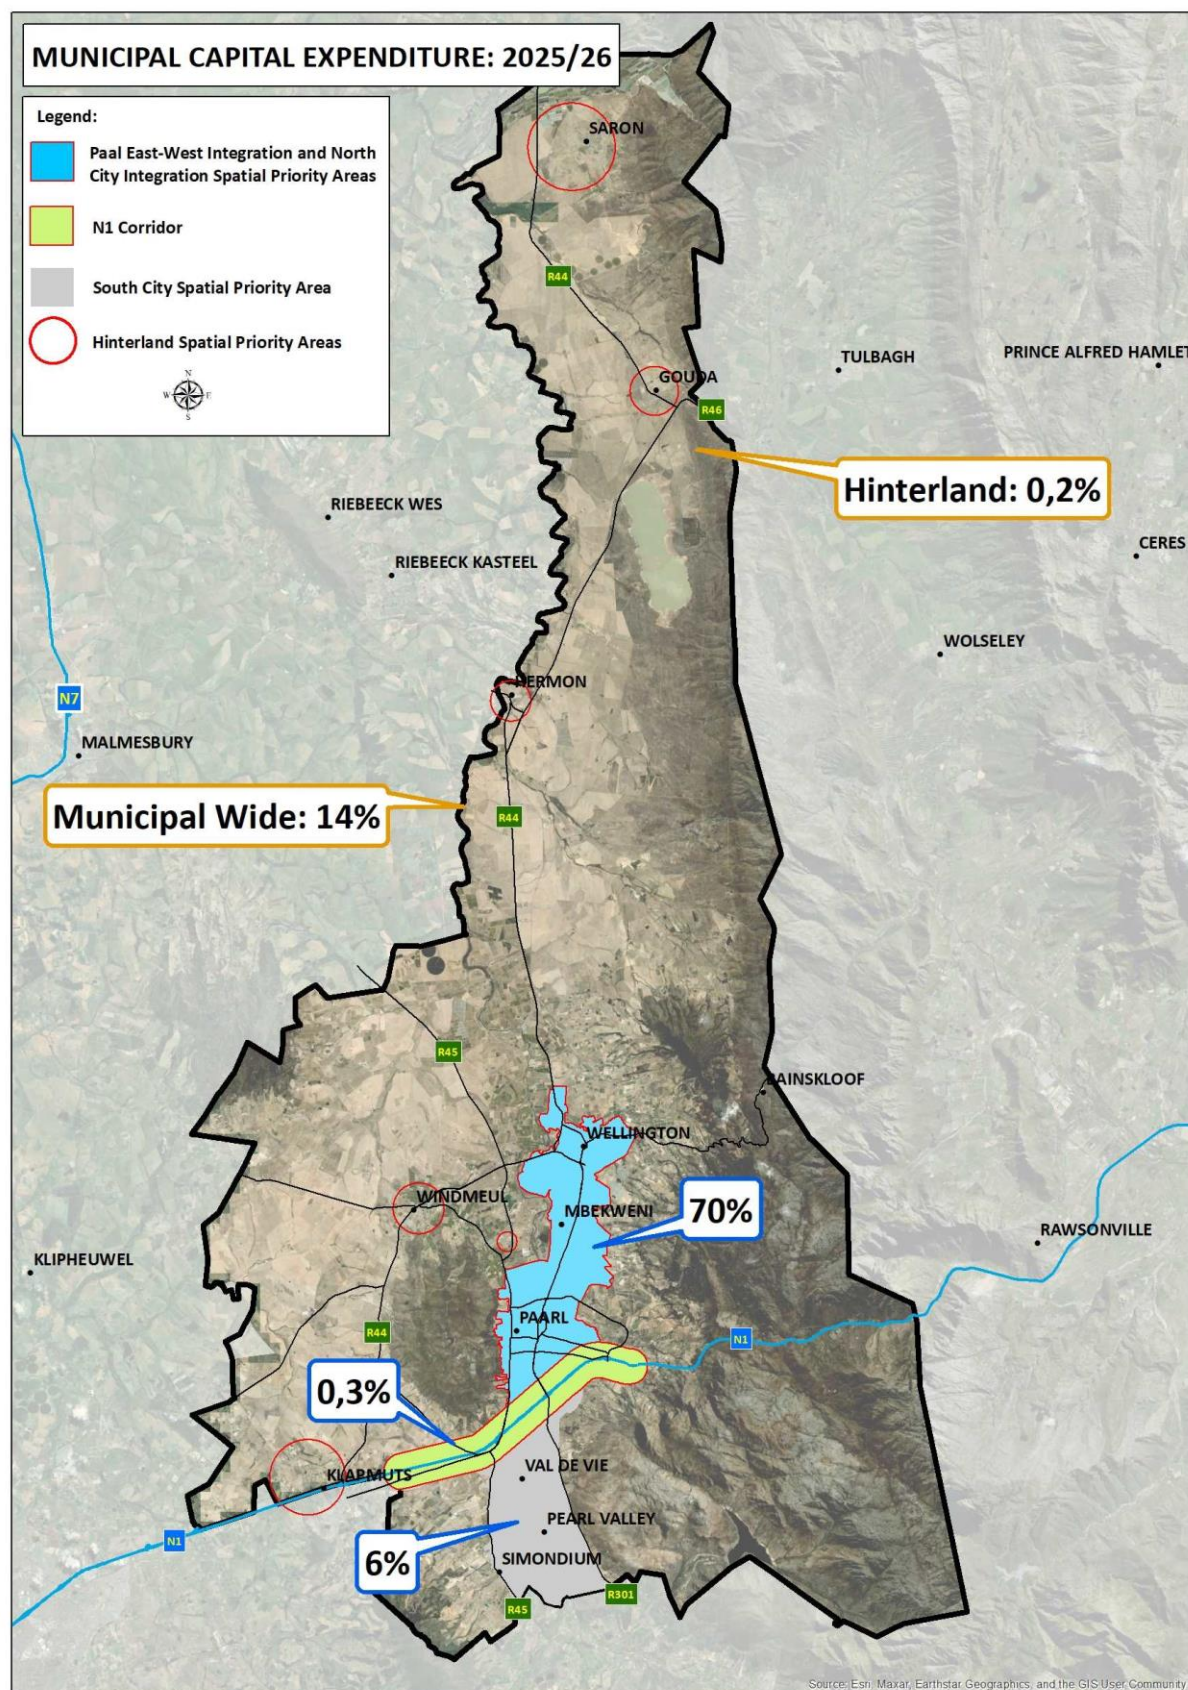 MUNICIPAL CAPITAL EXPENDITURE: 2025/26
Legend:
Paal East-West Integration and North
City Integration Spatial Priority Areas
N1 Corridor
South City Spatial Priority Area
Hinterland Spatial Priority Areas
N
W E
S
SARON
R44
GOUDA
TULBAGH
PRINCE ALFRED HAMLET
R46
Hinterland: 0,2%
RIEBEECK WES
CERES
RIEBEECK KASTEEL
WOLSELEY
HERMON
N7
MALMESBURY
Municipal Wide: 14%
R44
R45
BAINSKLOOF
WELLINGTON
WINDMEUL
MBEKWENI
70%
RAWSONVILLE
KLIPHEUWEL
PAARL
R44
N1
0,3%
KLAPMUTS
VAL DE VIE
PEARL VALLEY
N1
6%
SIMONDIUM
R45
R301
Source: Esri, Maxar, Earthstar Geographics, and the GIS User Community